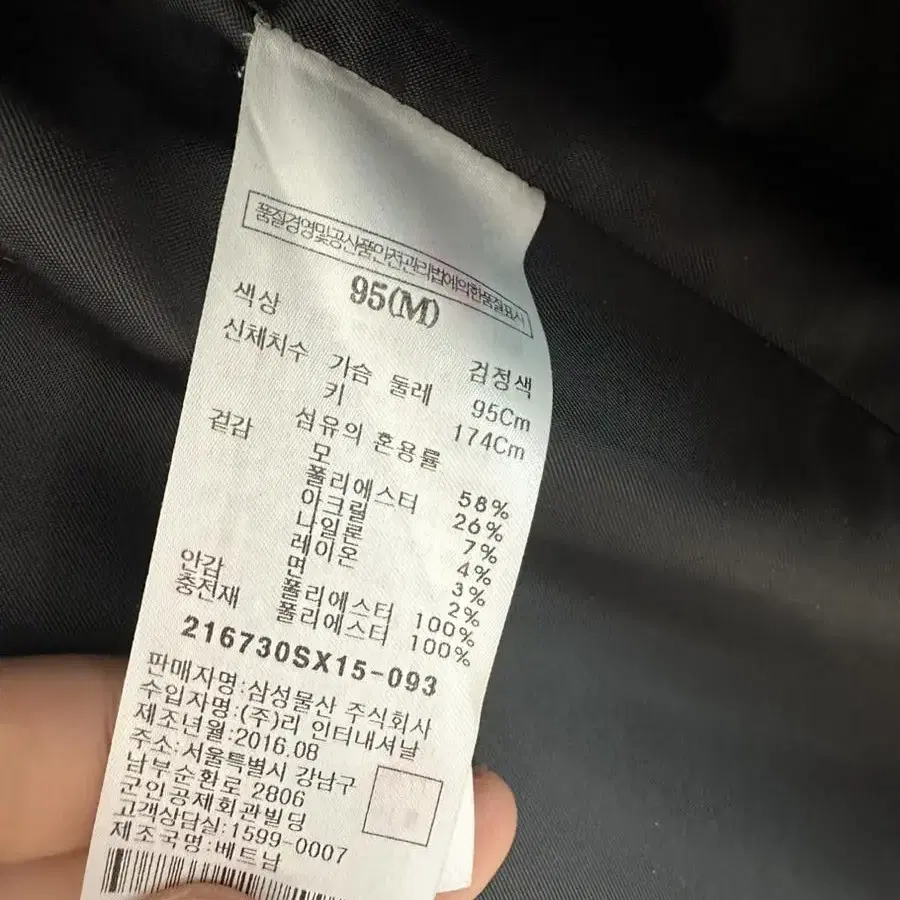 품질경영및공산품안전관리법에의한품질표시
95(M)
색상 검정색
신체치수 가슴 둘레 95Cm
키 174Cm
겉감 섬유의 혼용률
모 58%
폴리에스터 26%
아크릴 7%
나일론 4%
레이온 3%
면 2%
안감 폴리에스터 100%
충전재 폴리에스터 100%
216730SX15-093
판매자명:삼성물산 주식회사
수입자명:(주)리 인터내셔날
제조년월:2016.08
주소:서울특별시 강남구
남부순환로 2806
군인공제회관빌딩
고객상담실:1599-0007
제조국명:베트남